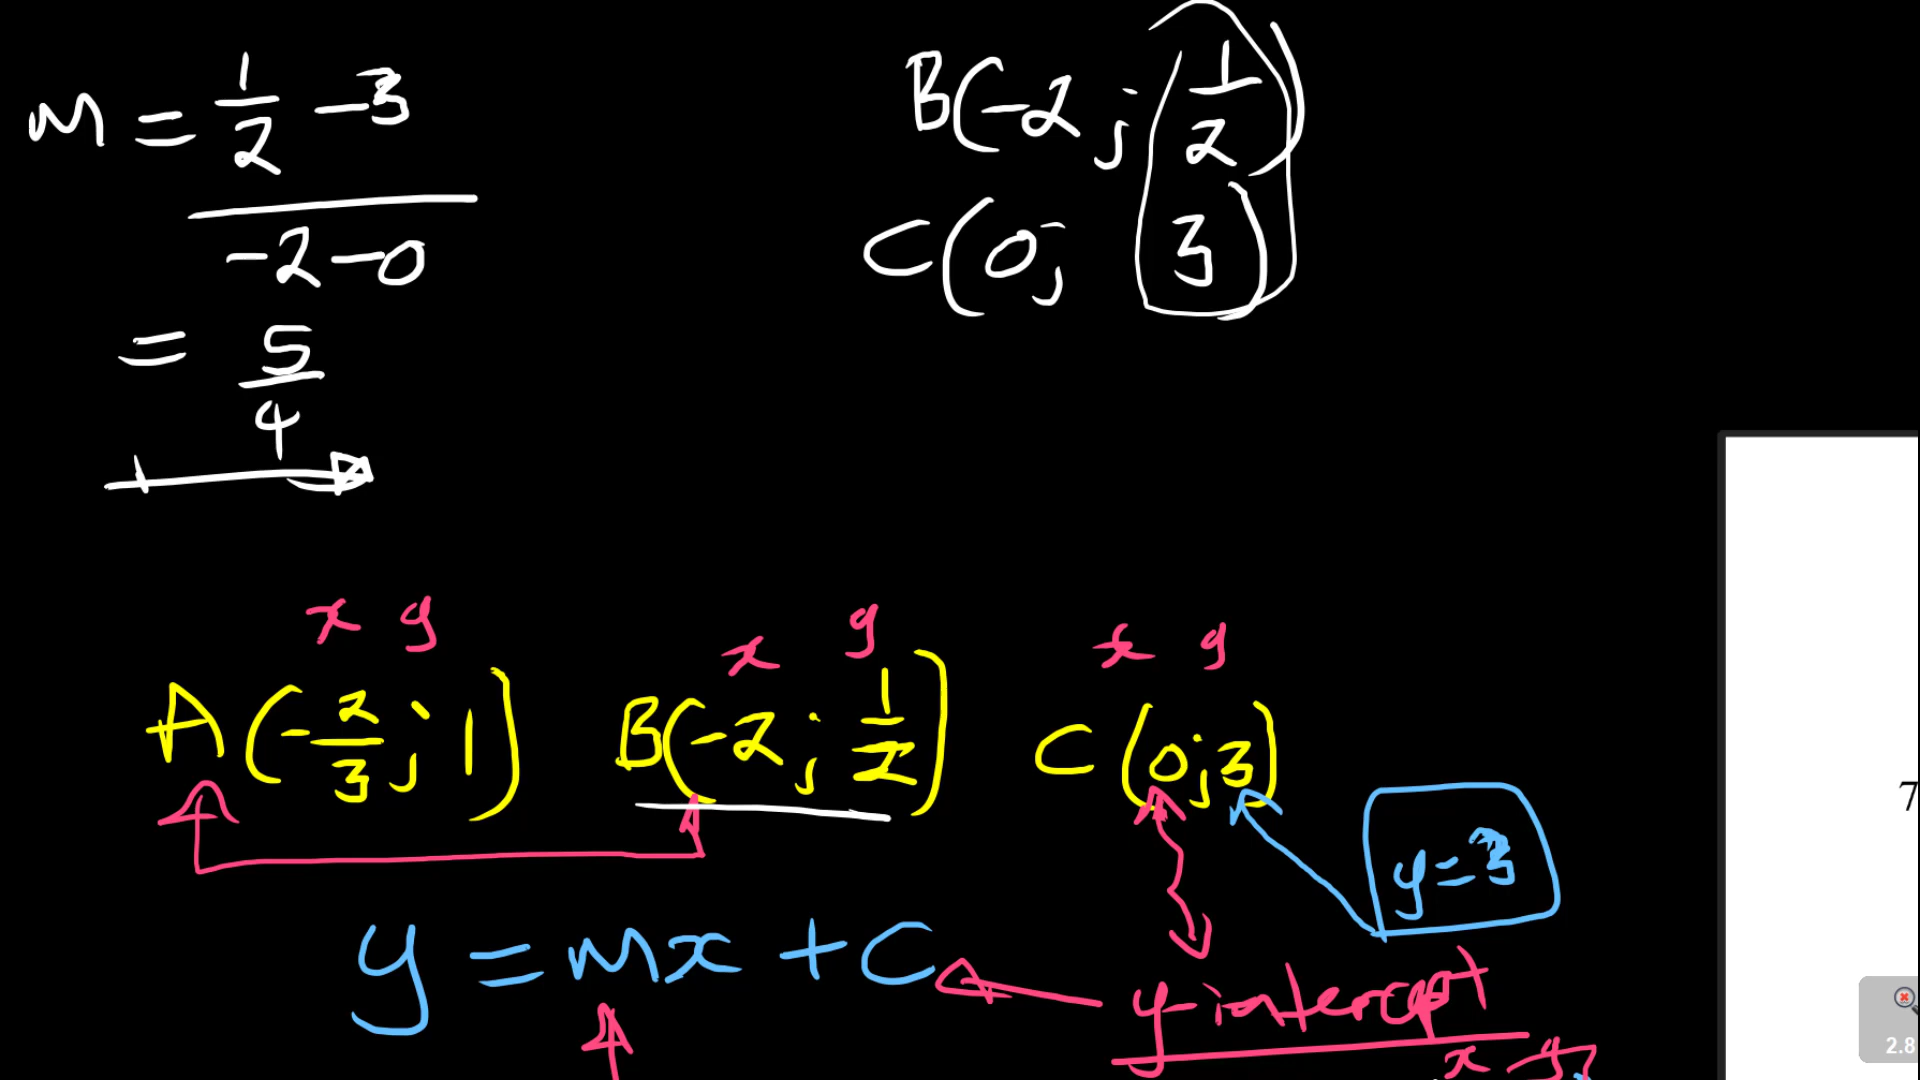 M = 1/2 - 3
-2 - 0
B(-2 ; 1/2)
C(0 ; 3)
= 5/4
x y
x y
x y
A(-2/3 ; 1) B(-2 ; 1/2) C(0 ; 3)
7
y = 3
y = mx + c
y-intercept
x y
2.8